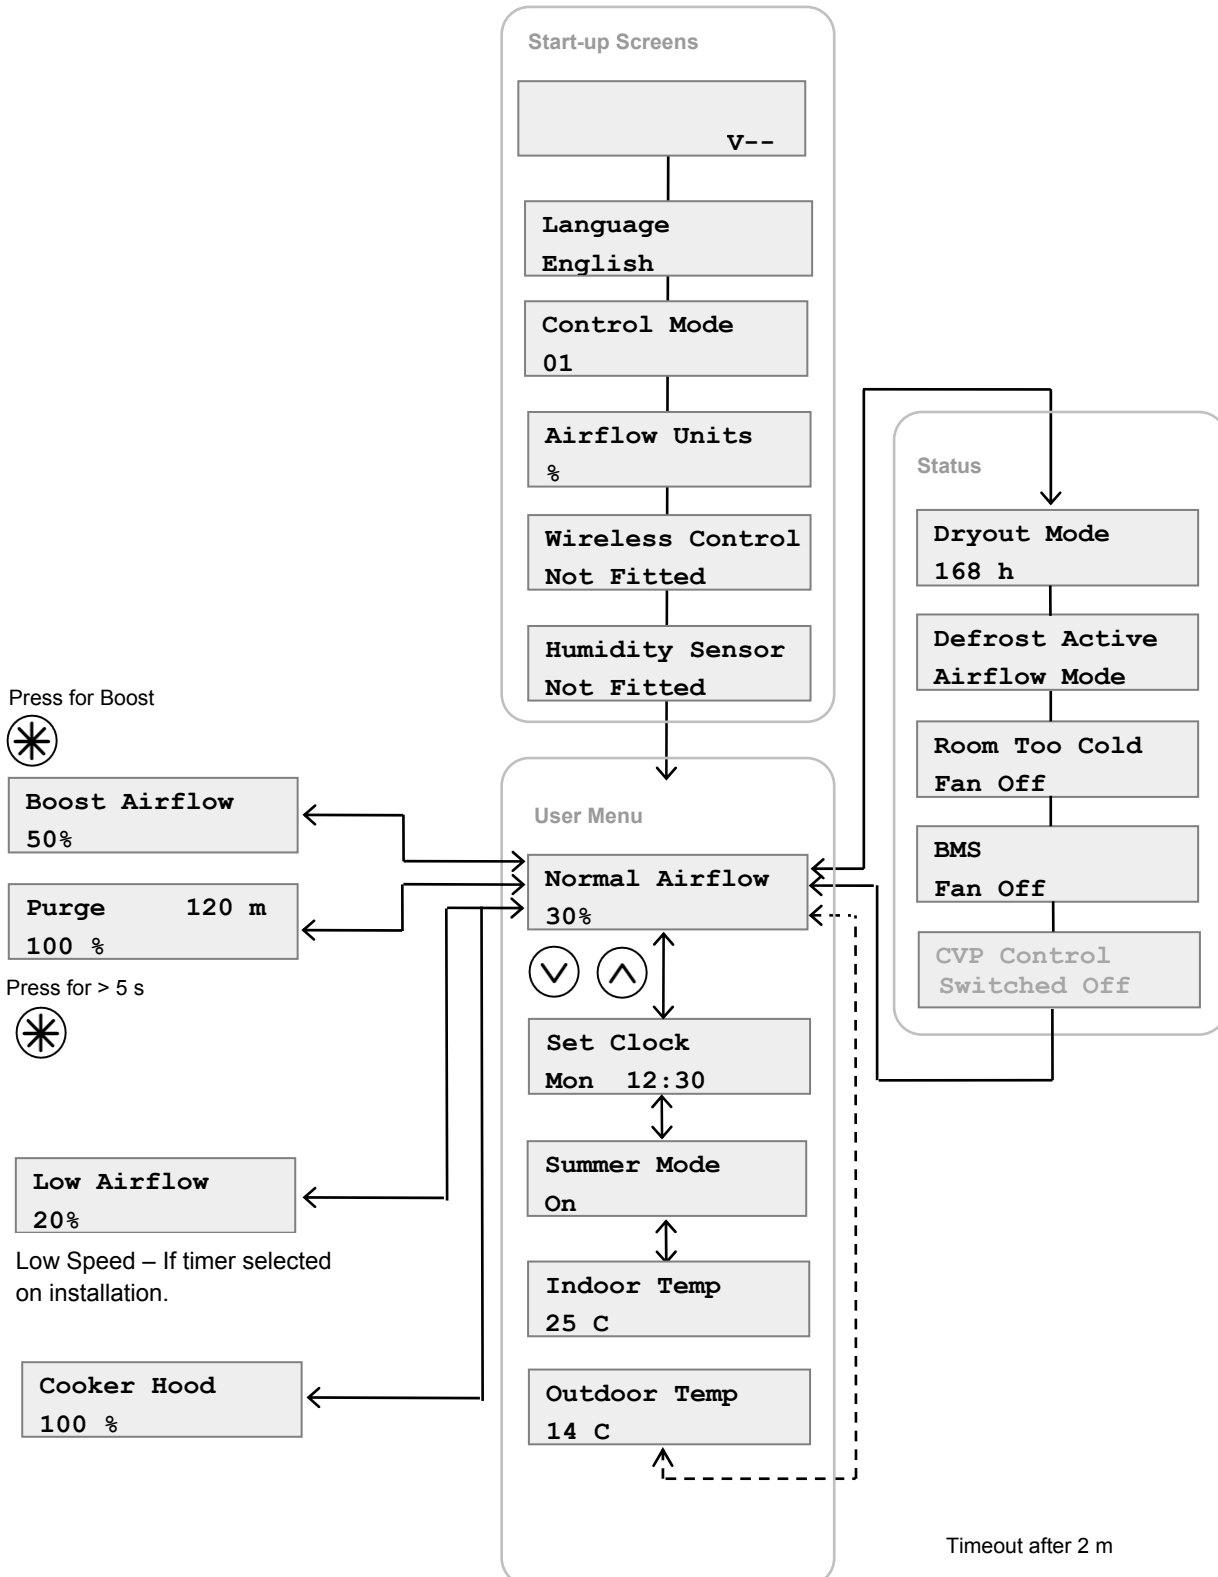 Start-up Screens
V--
Language
English
Control Mode
01
Airflow Units
%
Wireless Control
Not Fitted
Humidity Sensor
Not Fitted
Status
Dryout Mode
168 h
Defrost Active
Airflow Mode
Room Too Cold
Fan Off
BMS
Fan Off
CVP Control
Switched Off
Press for Boost
Boost Airflow
50%
Purge 120 m
100 %
Press for > 5 s
Low Airflow
20%
Low Speed – If timer selected
on installation.
Cooker Hood
100 %
User Menu
Normal Airflow
30%
Set Clock
Mon 12:30
Summer Mode
On
Indoor Temp
25 C
Outdoor Temp
14 C
Timeout after 2 m